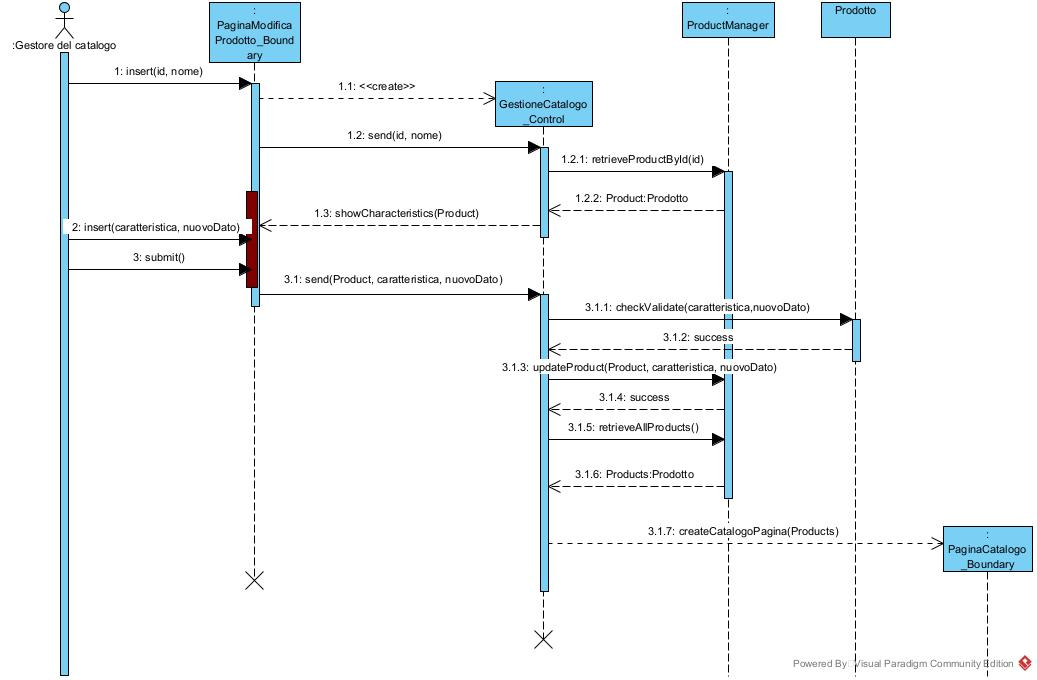 :Gestore del catalogo
:
PaginaModifica
Prodotto_Bound
ary
:
ProductManager
Prodotto
1: insert(id, nome)
1.1: <<create>>
:
GestioneCatalogo
_Control
1.2: send(id, nome)
1.2.1: retrieveProductById(id)
1.2.2: Product:Prodotto
1.3: showCharacteristics(Product)
2: insert(caratteristica, nuovoDato)
3: submit()
3.1: send(Product, caratteristica, nuovoDato)
3.1.1: checkValidate(caratteristica,nuovoDato)
3.1.2: success
3.1.3: updateProduct(Product, caratteristica, nuovoDato)
3.1.4: success
3.1.5: retrieveAllProducts()
3.1.6: Products:Prodotto
3.1.7: createCatalogoPagina(Products)
:
PaginaCatalogo
_Boundary
Powered By Visual Paradigm Community Edition